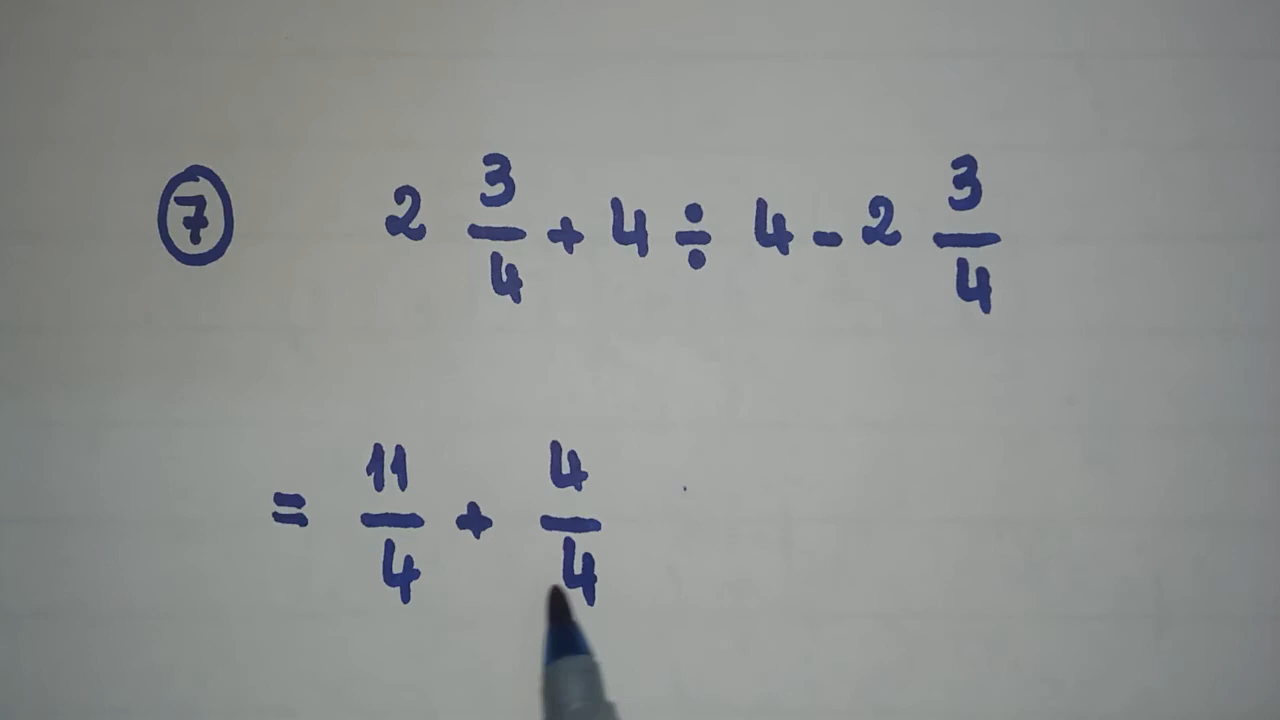 ⑦ 2 3/4 + 4 ÷ 4 - 2 3/4
= 11/4 + 4/4